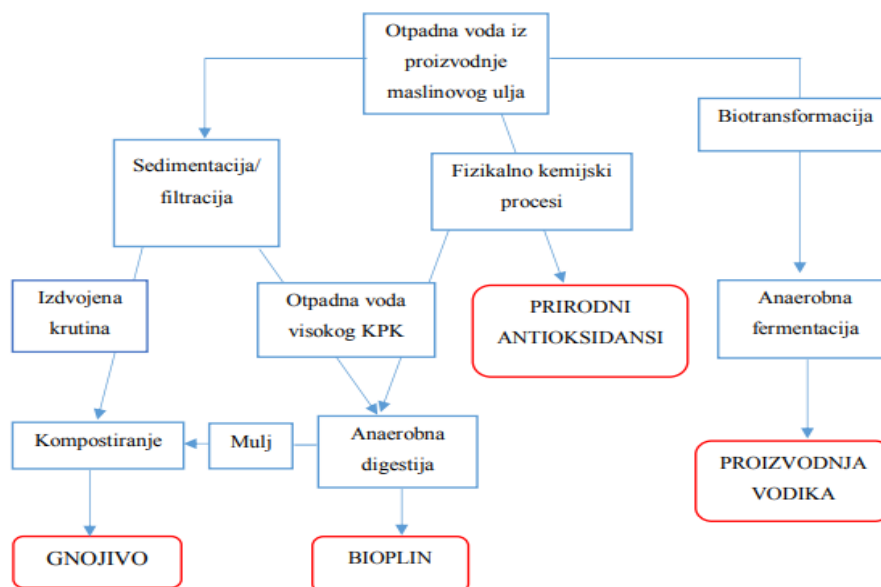 Otpadna voda iz
proizvodnje
maslinovog ulja
Biotransformacija
Sedimentacija/
filtracija
Fizikalno kemijski
procesi
Izdvojena
krutina
Otpadna voda
visokog KPK
PRIRODNI
ANTIOKSIDANSI
Anaerobna
fermentacija
Kompostiranje
Mulj
Anaerobna
digestija
PROIZVODNJA
VODIKA
GNOJIVO
BIOPLIN